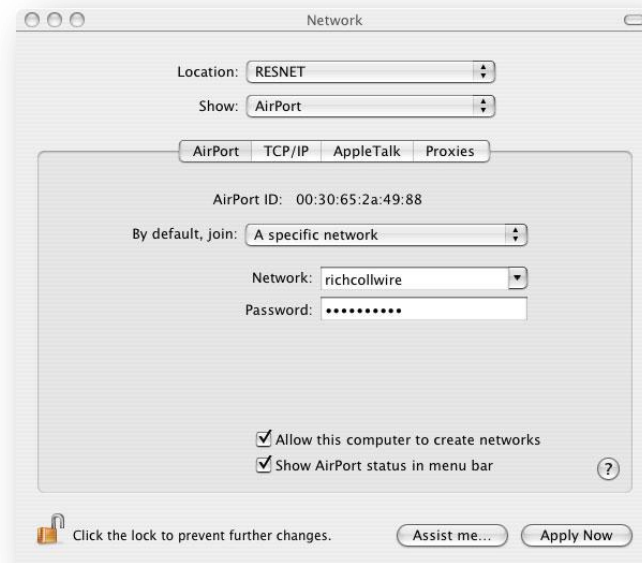 Network
Location: RESNET
Show: AirPort
AirPort TCP/IP AppleTalk Proxies
AirPort ID: 00:30:65:2a:49:88
By default, join: A specific network
Network: richcollwire
Password: ••••••••••
Allow this computer to create networks
Show AirPort status in menu bar
?
Click the lock to prevent further changes.
Assist me... Apply Now